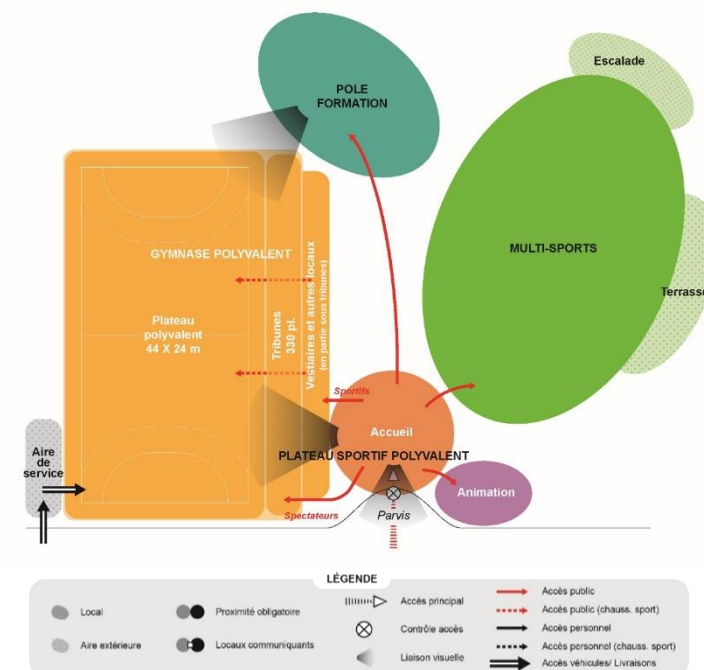 Escalade
POLE
FORMATION
MULTI-SPORTS
GYMNASE POLYVALENT
Terrasse
Plateau
polyvalent
44 X 24 m
Tribunes
330 pl.
Vestiaires et autres locaux
(en partie sous tribunes)
Sportifs
Accueil
PLATEAU SPORTIF POLYVALENT
Aire
de
service
Animation
Spectateurs
Parvis
LÉGENDE
Local
Aire extérieure
Proximité obligatoire
Locaux communiquants
Accès principal
Contrôle accès
Liaison visuelle
Accès public
Accès public (chauss. sport)
Accès personnel
Accès personnel (chauss. sport)
Accès véhicules/ Livraisons